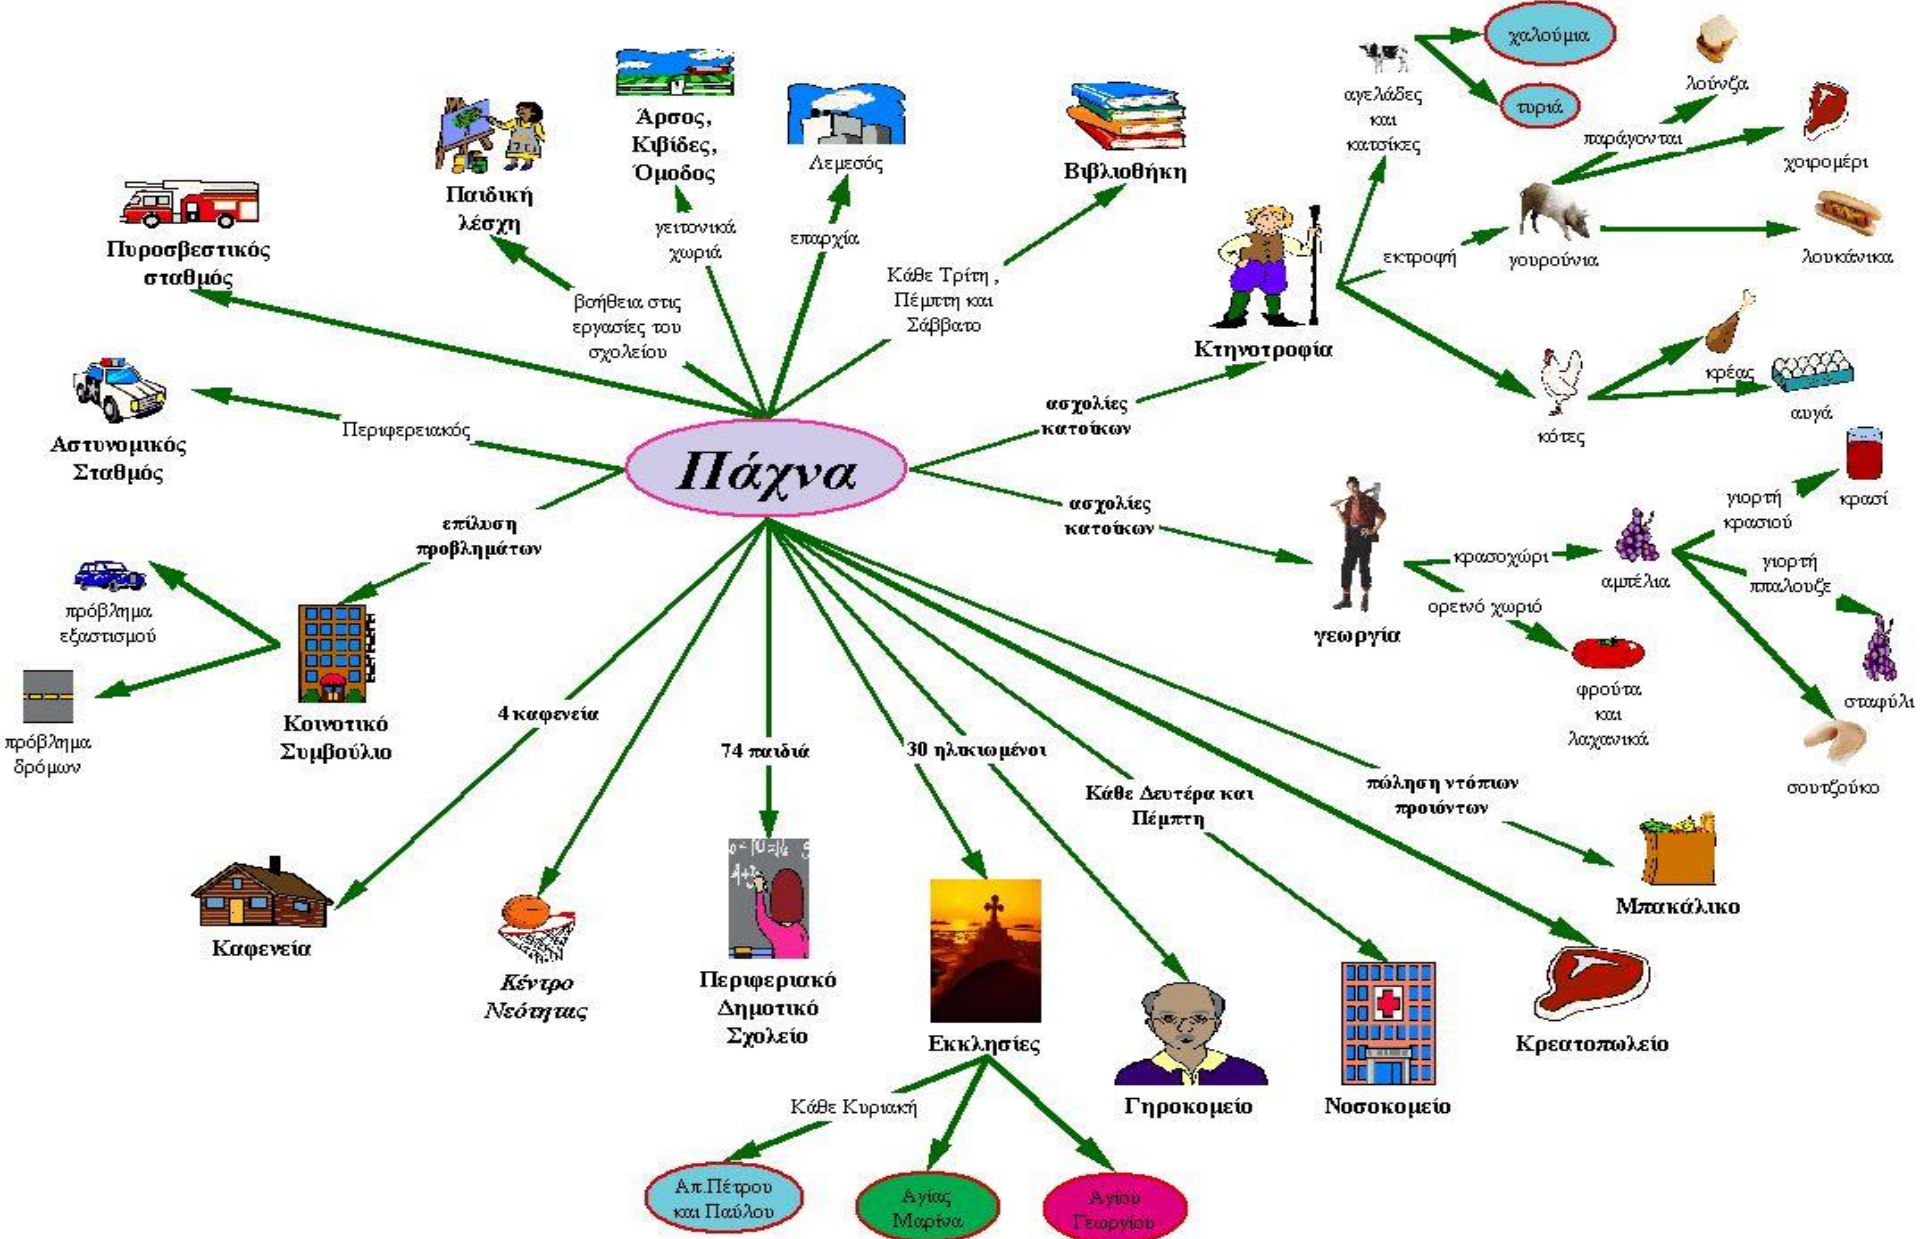 χαλούμια
τυριά
αγελάδες
και
κατσίκες
λούνζα
παράγονται
χοιρομέρι
Άρσος,
Κιβίδες,
Όμοδος
Λεμεσός
Βιβλιοθήκη
Παιδική
λέσχη
γειτονικά
χωριά
επαρχία
Πυροσβεστικός
σταθμός
βοήθεια στις
εργασίες του
σχολείου
Κάθε Τρίτη ,
Πέμπτη και
Σάββατο
εκτροφή
γουρούνια
λουκάνικα
Κτηνοτροφία
κρέας
αυγά
κότες
ασχολίες
κατοίκων
Περιφερειακός
Αστυνομικός
Σταθμός
Πάχνα
ασχολίες
κατοίκων
γιορτή
κρασιού
κρασί
κρασοχώρι
αμπέλια
γιορτή
ππαλουζε
ορεινό χωριό
γεωργία
σταφύλι
φρούτα
και
λαχανικά
σουτζούκο
επίλυση
προβλημάτων
πρόβλημα
εξαστισμού
πρόβλημα
δρόμων
Κοινοτικό
Συμβούλιο
4 καφενεία
74 παιδιά
30 ηλικιωμένοι
Κάθε Δευτέρα και
Πέμπτη
πώληση ντόπιων
προιόντων
Μπακάλικο
Καφενεία
Κέντρο
Νεότητας
Περιφεριακό
Δημοτικό
Σχολείο
Εκκλησίες
Γηροκομείο
Νοσοκομείο
Κρεατοπωλείο
Κάθε Κυριακή
Απ.Πέτρου
και Παύλου
Αγίας
Μαρίνα
Αγίου
Γεωργίου